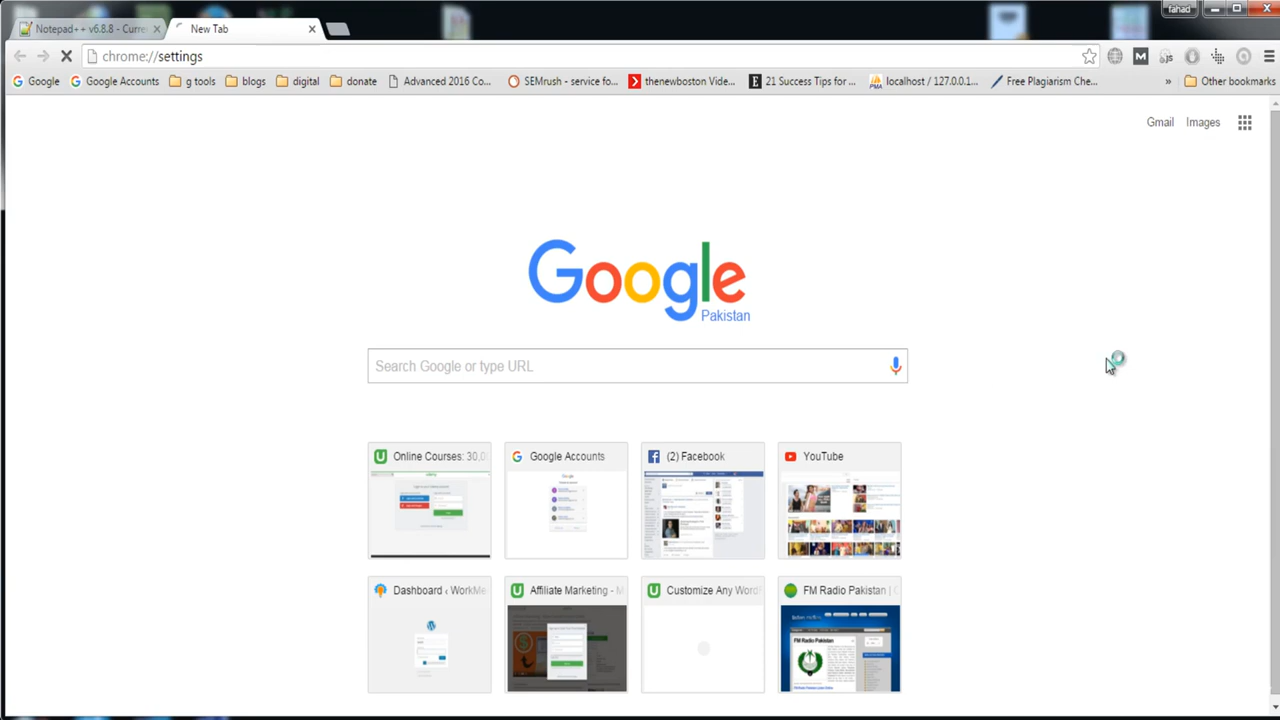 fahad
Notepad++ v6.8.8 - Curre
New Tab
chrome://settings
Google
Google Accounts
g tools
blogs
digital
donate
Advanced 2016 Co...
SEMrush - service fo...
thenewboston Vide...
21 Success Tips for ...
localhost / 127.0.0.1...
Free Plagiarism Che...
»
Other bookmarks
Gmail
Images
Google
Pakistan
Search Google or type URL
Online Courses: 30,0
Google Accounts
(2) Facebook
YouTube
Dashboard ‹ WorkMe
Affiliate Marketing - M
Customize Any WordP
FM Radio Pakistan | C